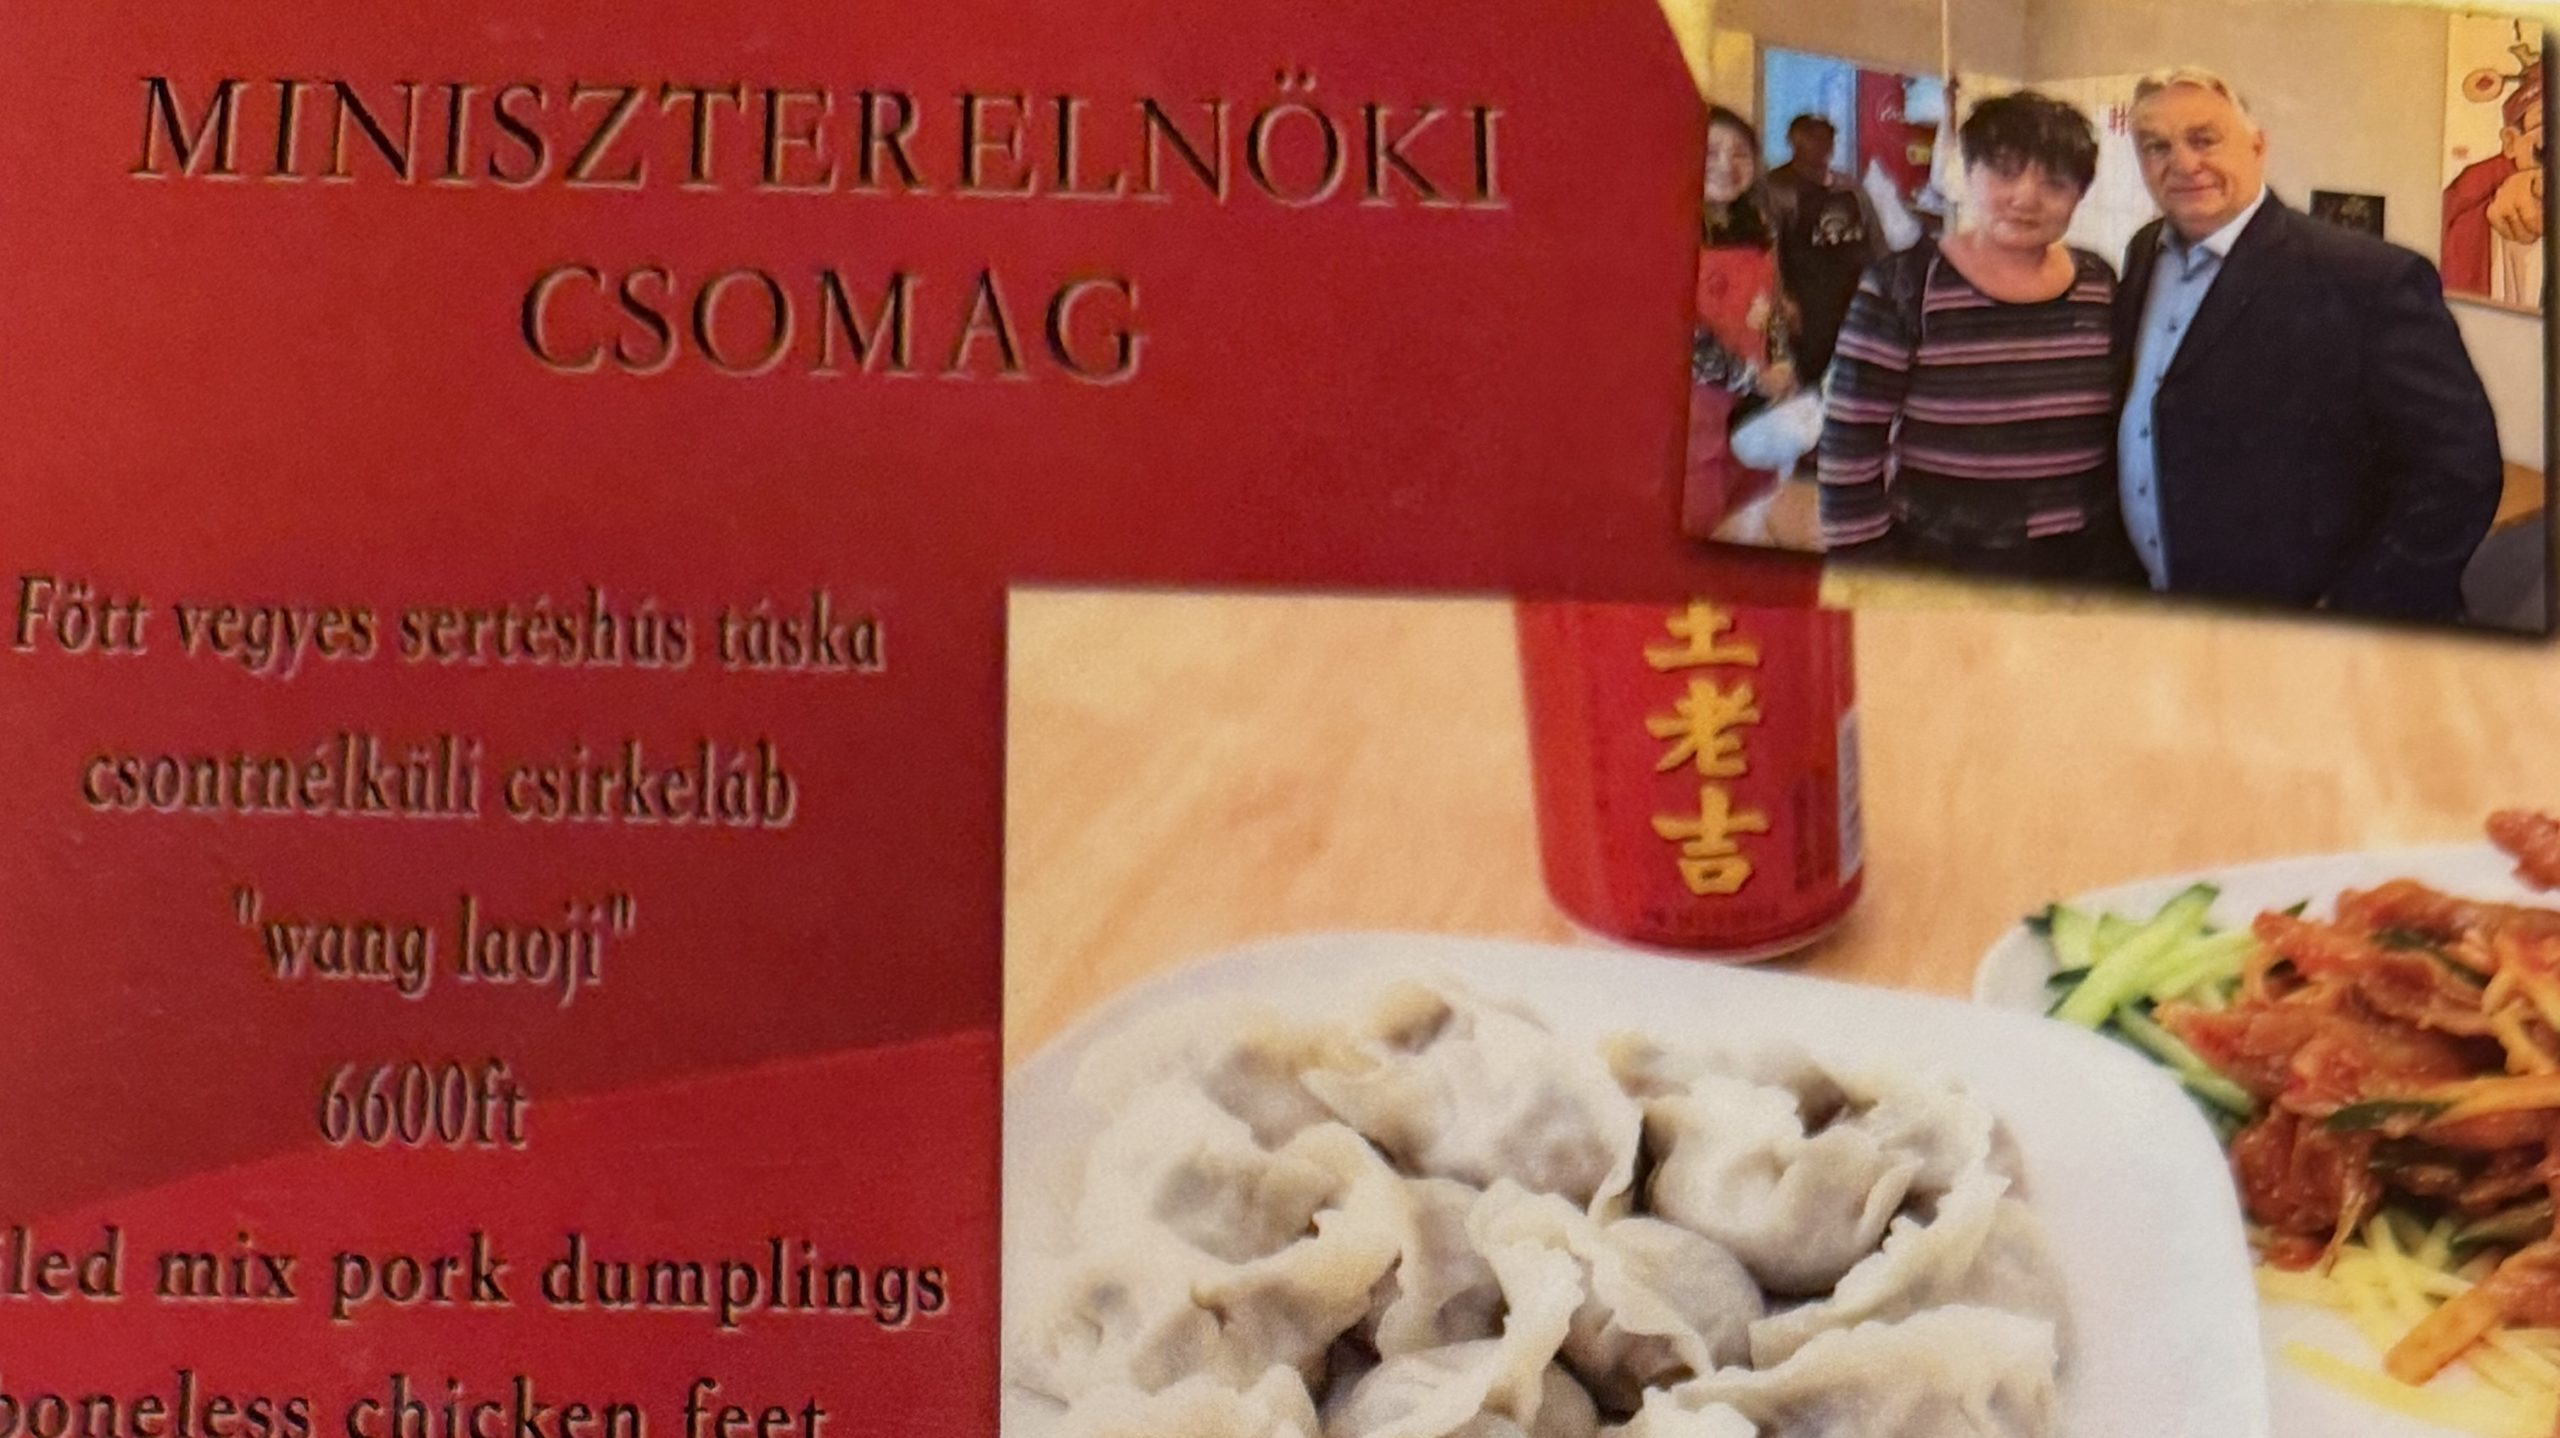 MINISZTERELNÖKI
CSOMAG
Főtt vegyes sertéshús táska
csontnélküli csirkeláb
"wang laoji"
6600ft
led mix pork dumplings
boneless chicken feet
王老吉